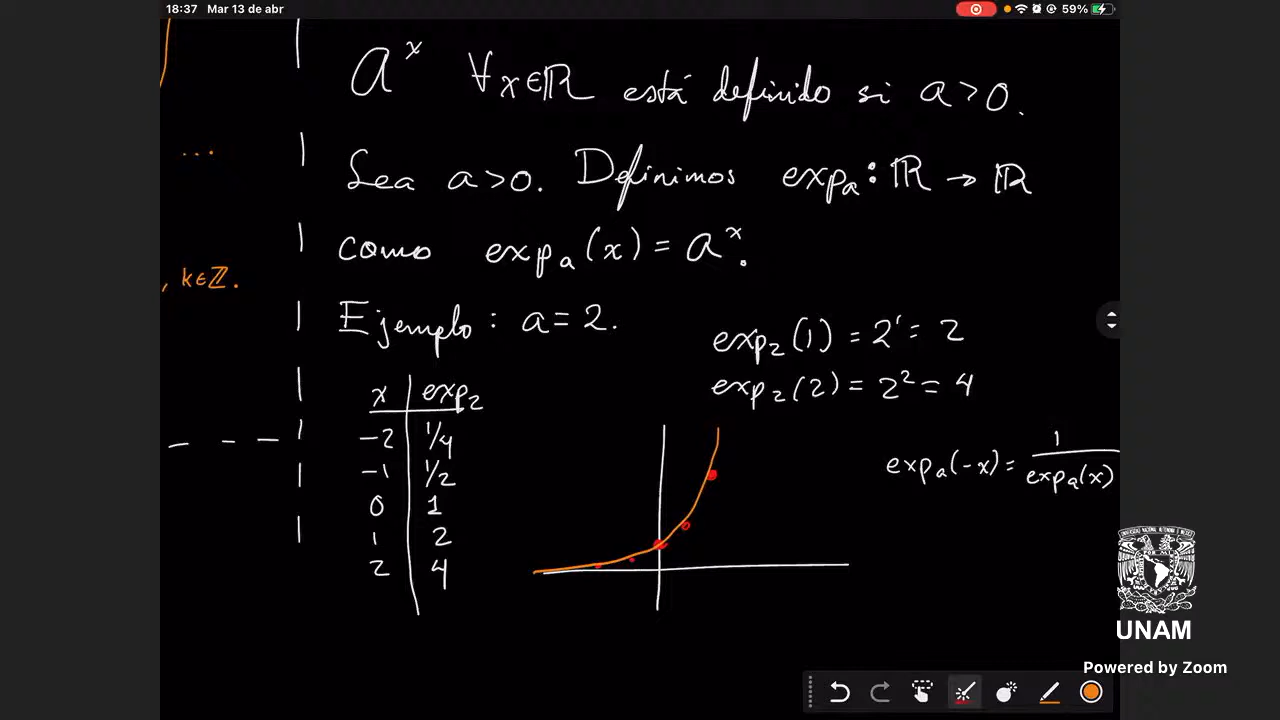 18:37 Mar 13 de abr
59%
a^x ∀x∈ℝ está definido si a>0.
...
Sea a>0. Definimos exp_a: ℝ → ℝ
como exp_a(x) = a^x.
, k∈ℤ.
Ejemplo: a=2.
exp_2(1) = 2^1 = 2
exp_2(2) = 2^2 = 4
x exp_2
-2 1/4
-1 1/2
0 1
1 2
2 4
exp_a(-x) = 1/exp_a(x)
UNAM
Powered by Zoom